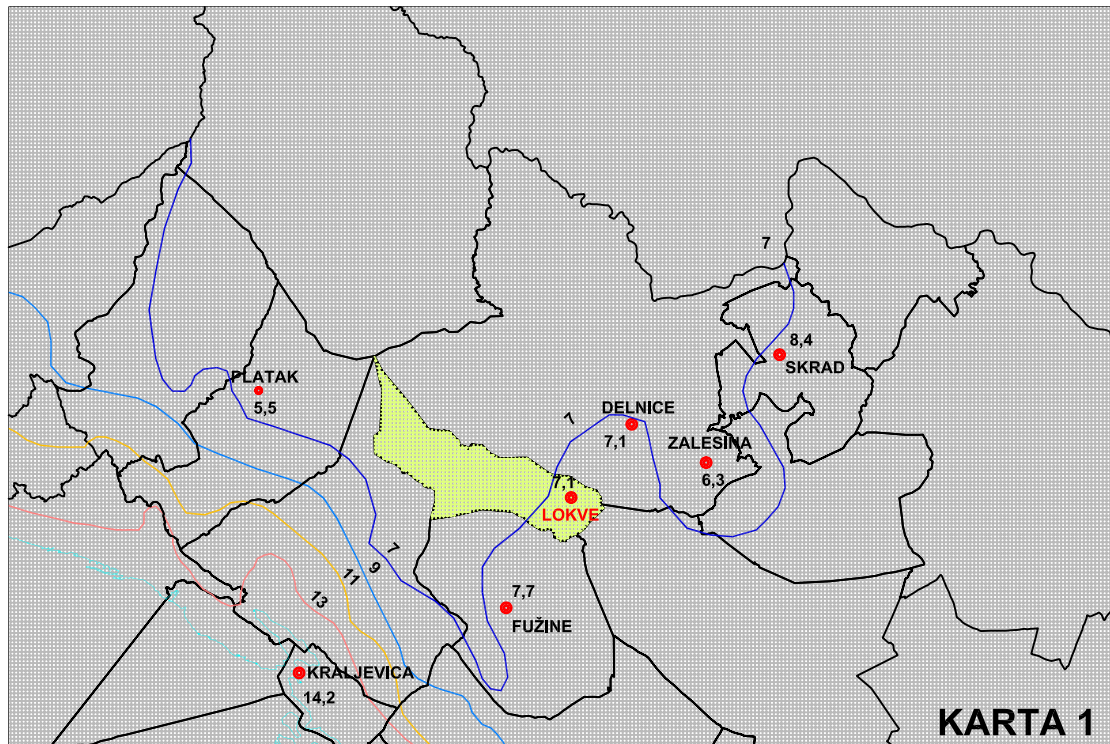 7
8,4
SKRAD
PLATAK
5,5
DELNICE
7
7,1
ZALESINA
6,3
7,1
LOKVE
7
9
11
13
7,7
FUŽINE
KRALJEVICA
14,2
KARTA 1